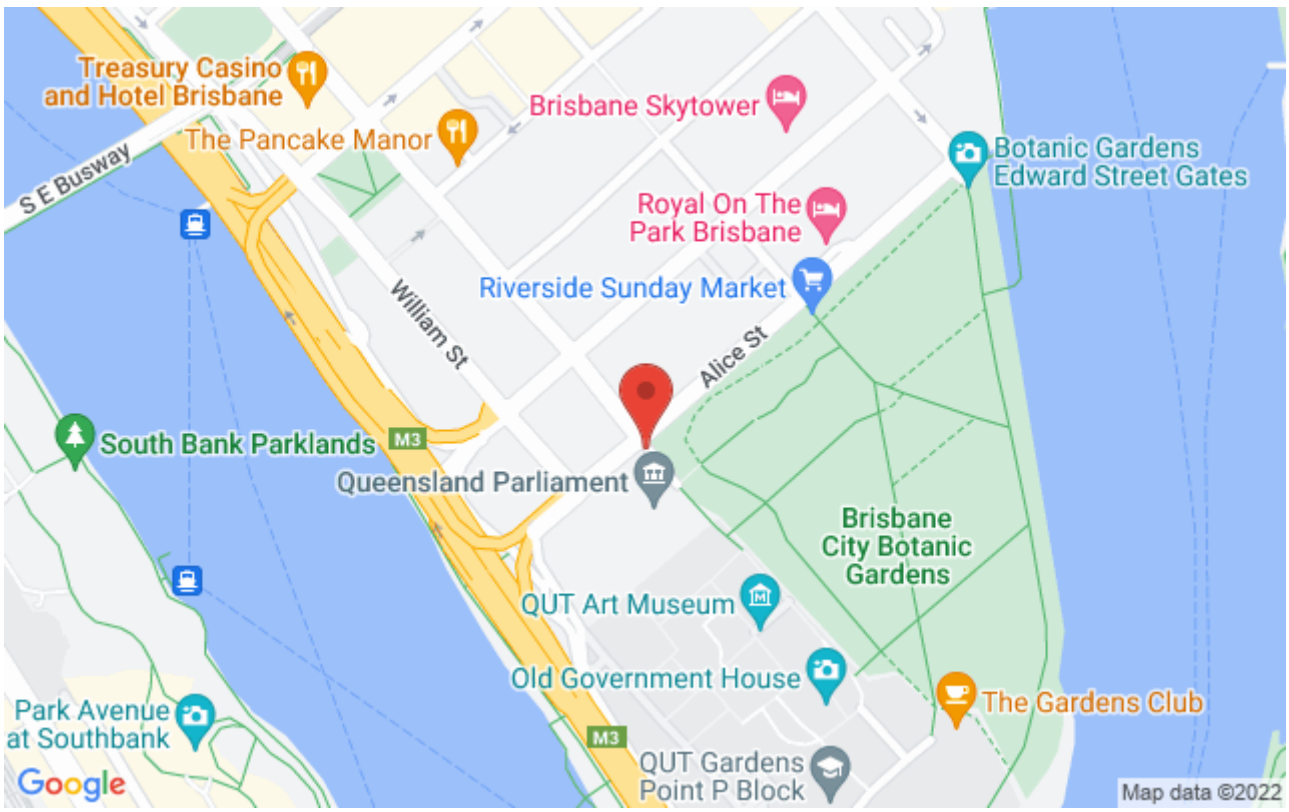 Treasury Casino
and Hotel Brisbane
Brisbane Skytower
The Pancake Manor
S E Busway
Botanic Gardens
Edward Street Gates
Royal On The
Park Brisbane
Riverside Sunday Market
William St
Alice St
South Bank Parklands
M3
Queensland Parliament
Brisbane
City Botanic
Gardens
QUT Art Museum
Old Government House
The Gardens Club
Park Avenue
at Southbank
M3
QUT Gardens
Point P Block
Google
Map data ©2022